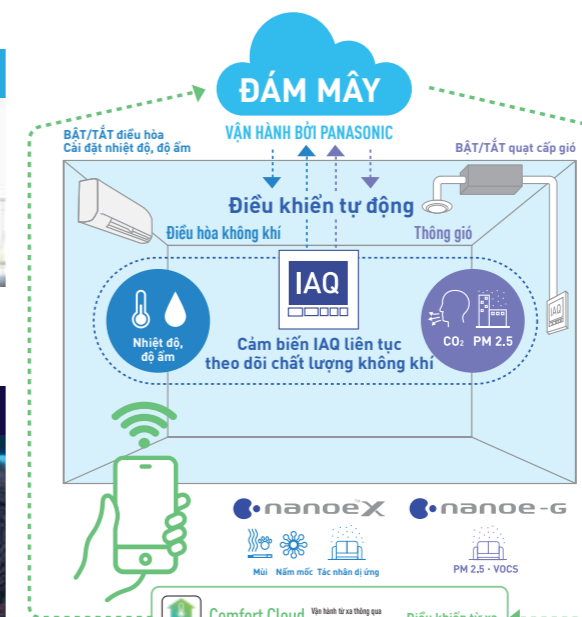 ĐÁM MÂY
VẬN HÀNH BỞI PANASONIC
BẬT/TẮT điều hòa
Cài đặt nhiệt độ, độ ẩm
BẬT/TẮT quạt cấp gió
Điều khiển tự động
Điều hòa không khí
Thông gió
IAQ
IAQ
Nhiệt độ,
độ ẩm
CO₂ PM 2.5
Cảm biến IAQ liên tục
theo dõi chất lượng không khí
nanoe™X
nanoe-G
Mùi Nấm mốc Tác nhân dị ứng
PM 2.5 · VOCS
Comfort Cloud
Vận hành từ xa thông qua
Điều khiển từ xa